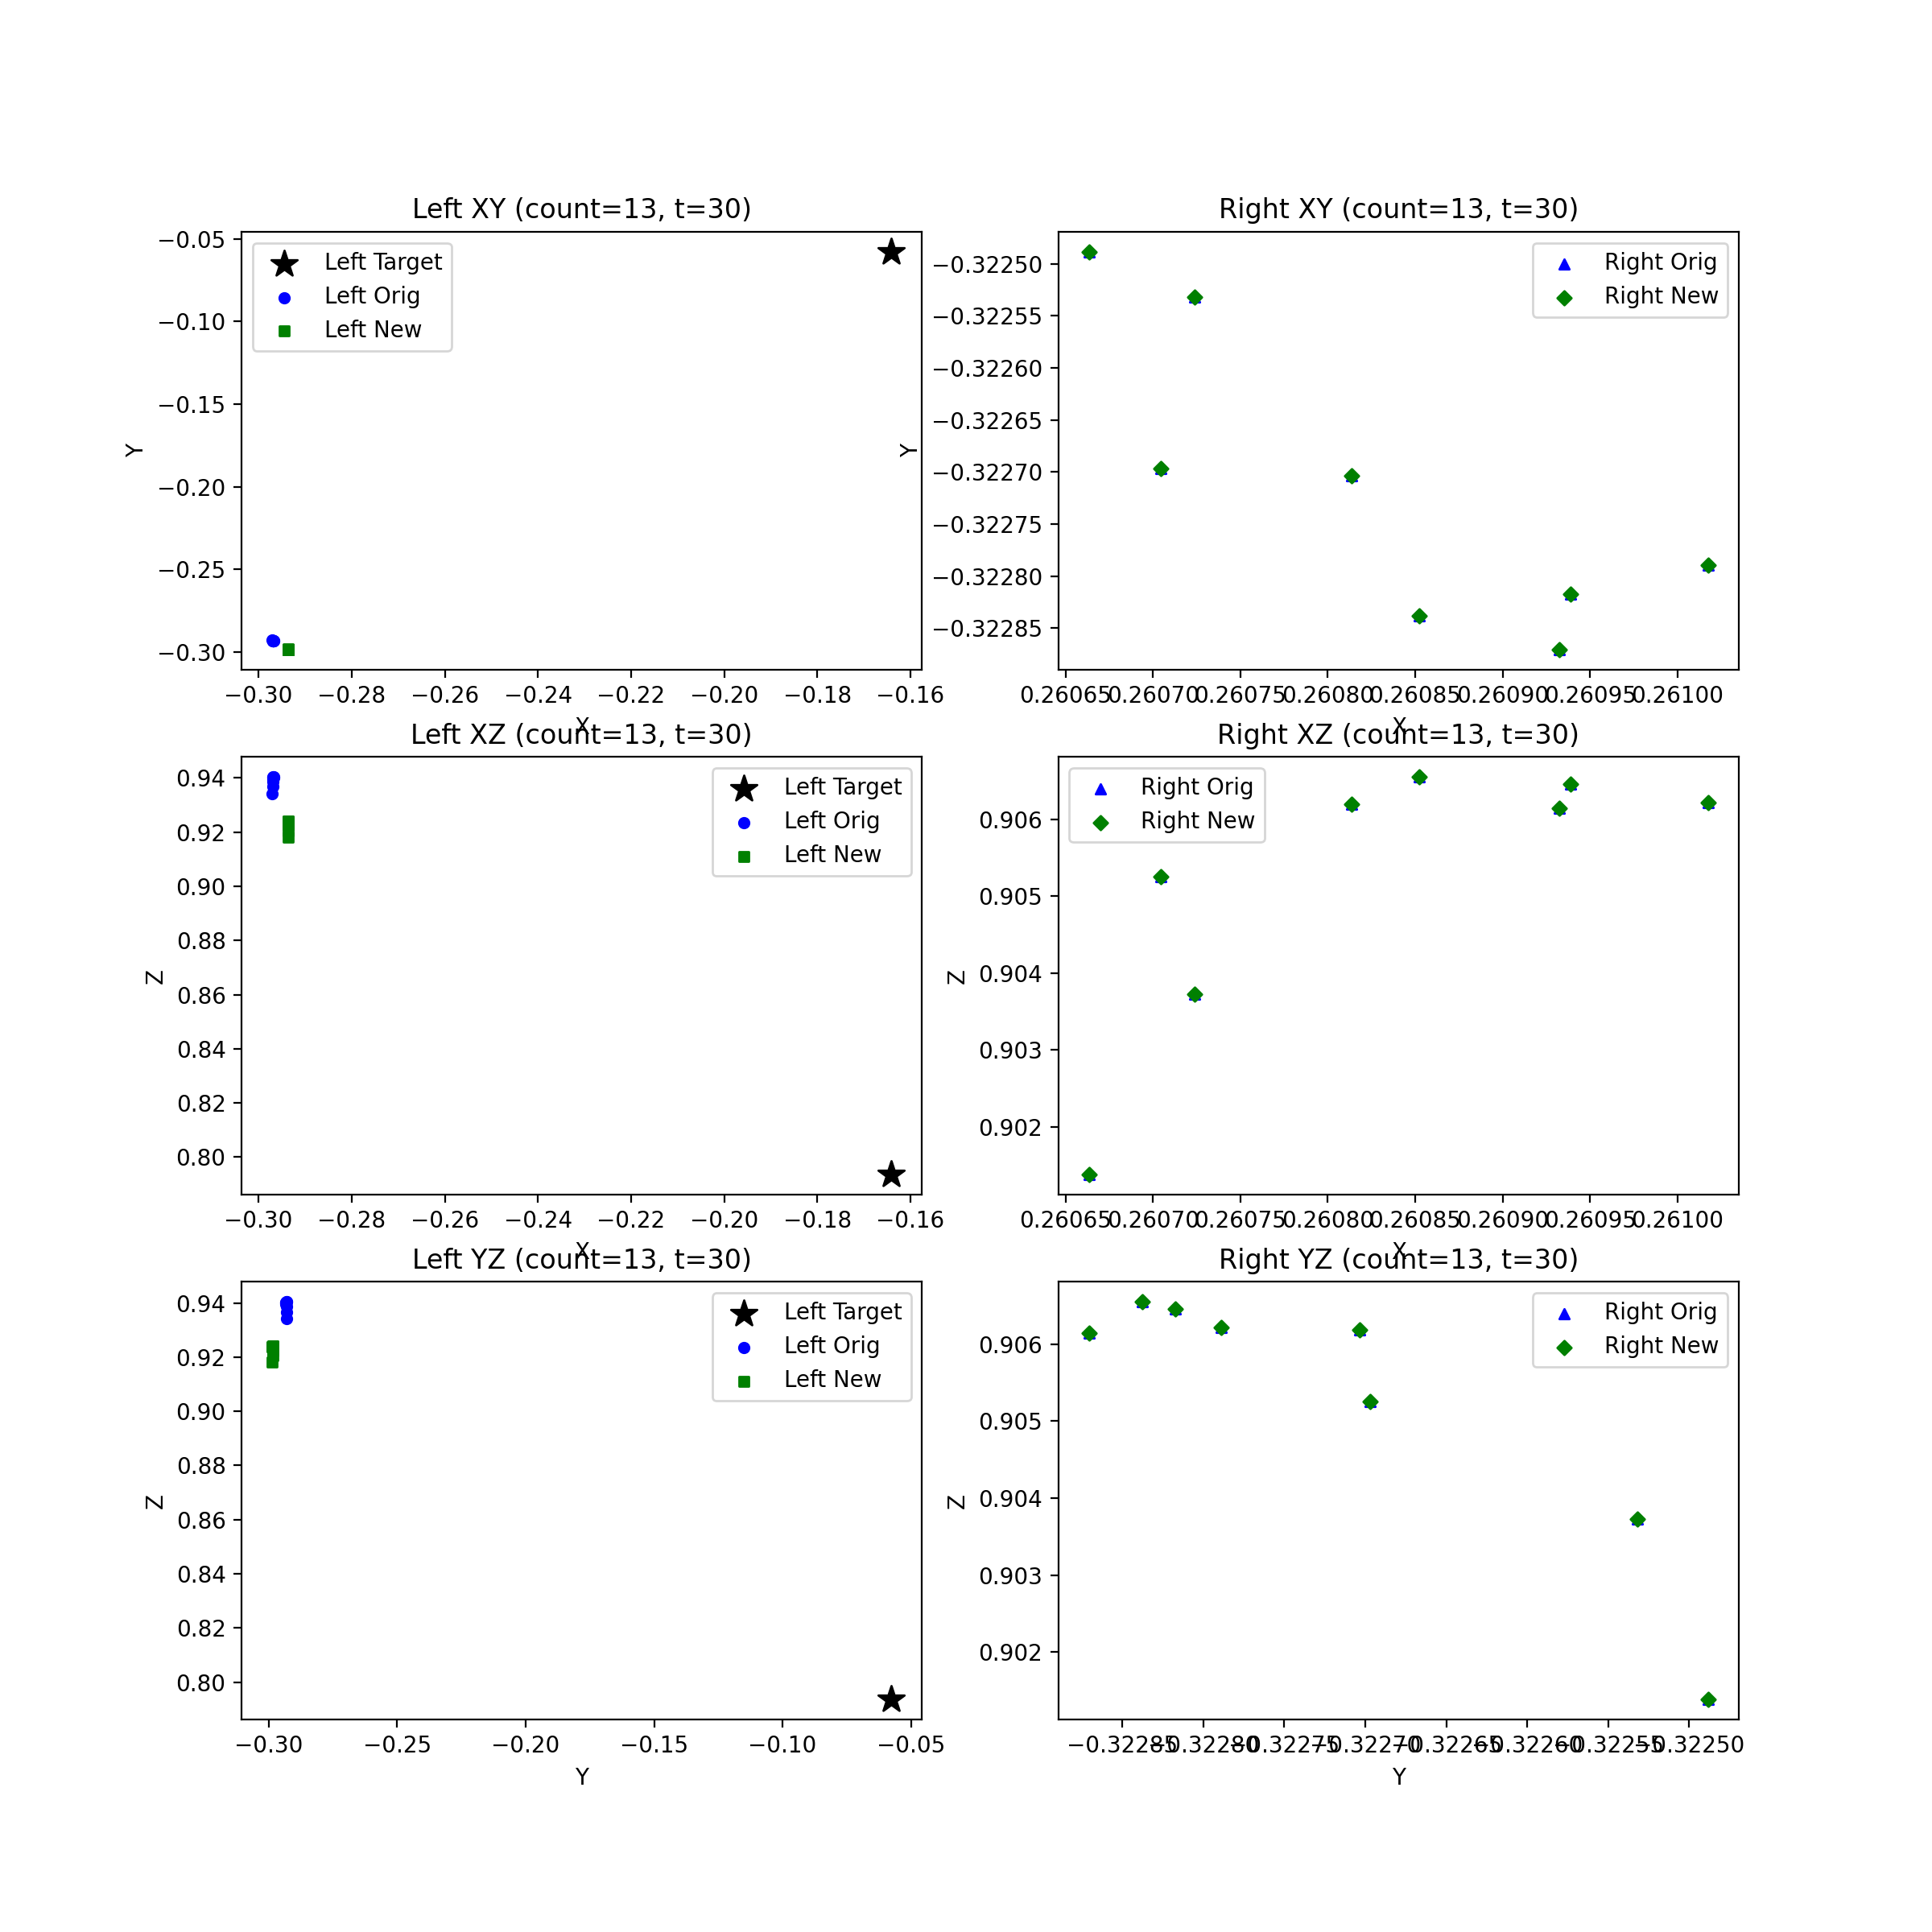 Left XY (count=13, t=30)
−0.05
−0.10
−0.15
−0.20
−0.25
−0.30
Y
Left Target
Left Orig
Left New
−0.30 −0.28 −0.26 −0.24 −0.22 −0.20 −0.18 −0.16
X
Right XY (count=13, t=30)
−0.32250
−0.32255
−0.32260
−0.32265
−0.32270
−0.32275
−0.32280
−0.32285
Y
Right Orig
Right New
0.26065 0.26070 0.26075 0.26080 0.26085 0.26090 0.26095 0.26100
X
Left XZ (count=13, t=30)
0.94
0.92
0.90
0.88
0.86
0.84
0.82
0.80
Z
Left Target
Left Orig
Left New
−0.30 −0.28 −0.26 −0.24 −0.22 −0.20 −0.18 −0.16
X
Right XZ (count=13, t=30)
0.906
0.905
0.904
0.903
0.902
Z
Right Orig
Right New
0.26065 0.26070 0.26075 0.26080 0.26085 0.26090 0.26095 0.26100
X
Left YZ (count=13, t=30)
0.94
0.92
0.90
0.88
0.86
0.84
0.82
0.80
Z
Left Target
Left Orig
Left New
−0.30 −0.25 −0.20 −0.15 −0.10 −0.05
Y
Right YZ (count=13, t=30)
0.906
0.905
0.904
0.903
0.902
Z
Right Orig
Right New
−0.32285 −0.32280 −0.32275 −0.32270 −0.32265 −0.32260 −0.32255 −0.32250
Y